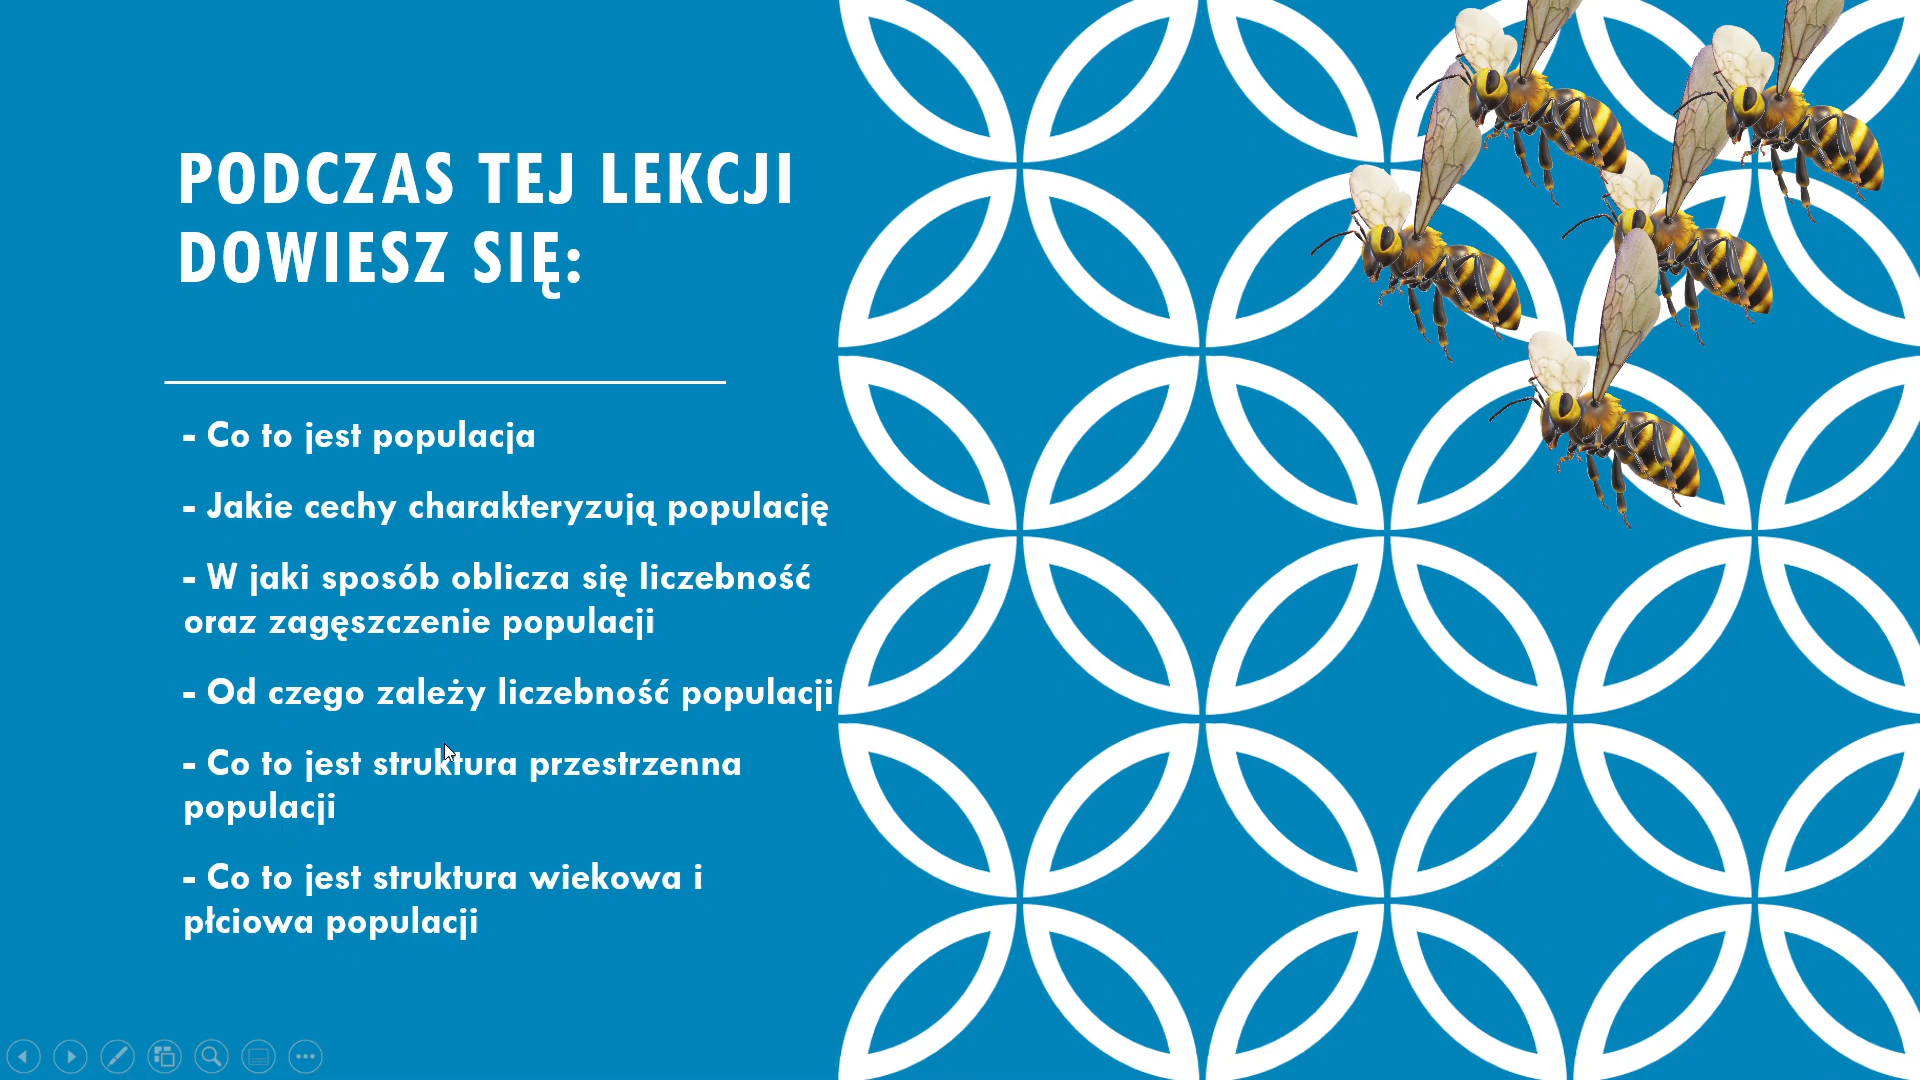 PODCZAS TEJ LEKCJI
DOWIESZ SIĘ:
- Co to jest populacja
- Jakie cechy charakteryzują populację
- W jaki sposób oblicza się liczebność
oraz zagęszczenie populacji
- Od czego zależy liczebność populacji
- Co to jest struktura przestrzenna
populacji
- Co to jest struktura wiekowa i
płciowa populacji